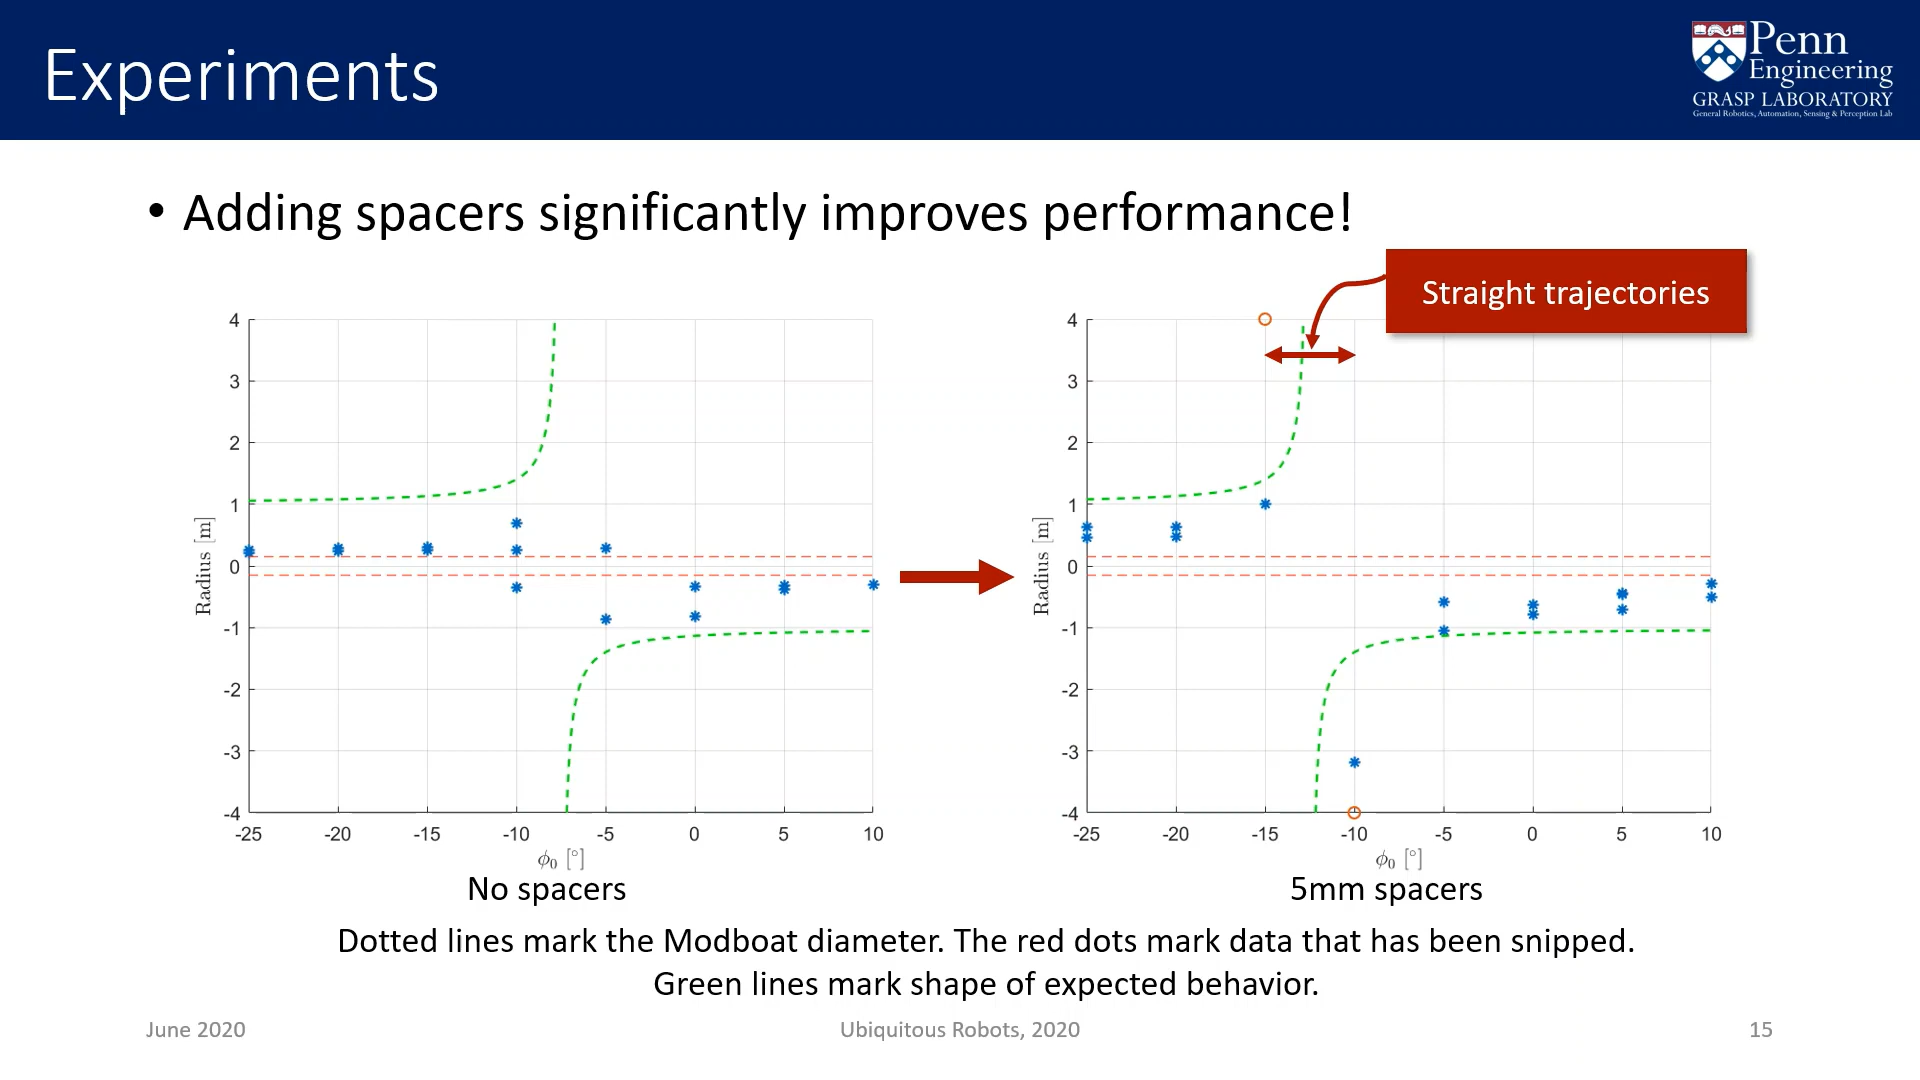 Experiments
Penn
Engineering
GRASP LABORATORY
General Robotics, Automation, Sensing & Perception Lab
• Adding spacers significantly improves performance!
Straight trajectories
4
3
2
1
0
-1
-2
-3
-4
Radius [m]
-25 -20 -15 -10 -5 0 5 10
ϕ₀ [°]
No spacers
4
3
2
1
0
-1
-2
-3
-4
Radius [m]
-25 -20 -15 -10 -5 0 5 10
ϕ₀ [°]
5mm spacers
Dotted lines mark the Modboat diameter. The red dots mark data that has been snipped.
Green lines mark shape of expected behavior.
June 2020
Ubiquitous Robots, 2020
15